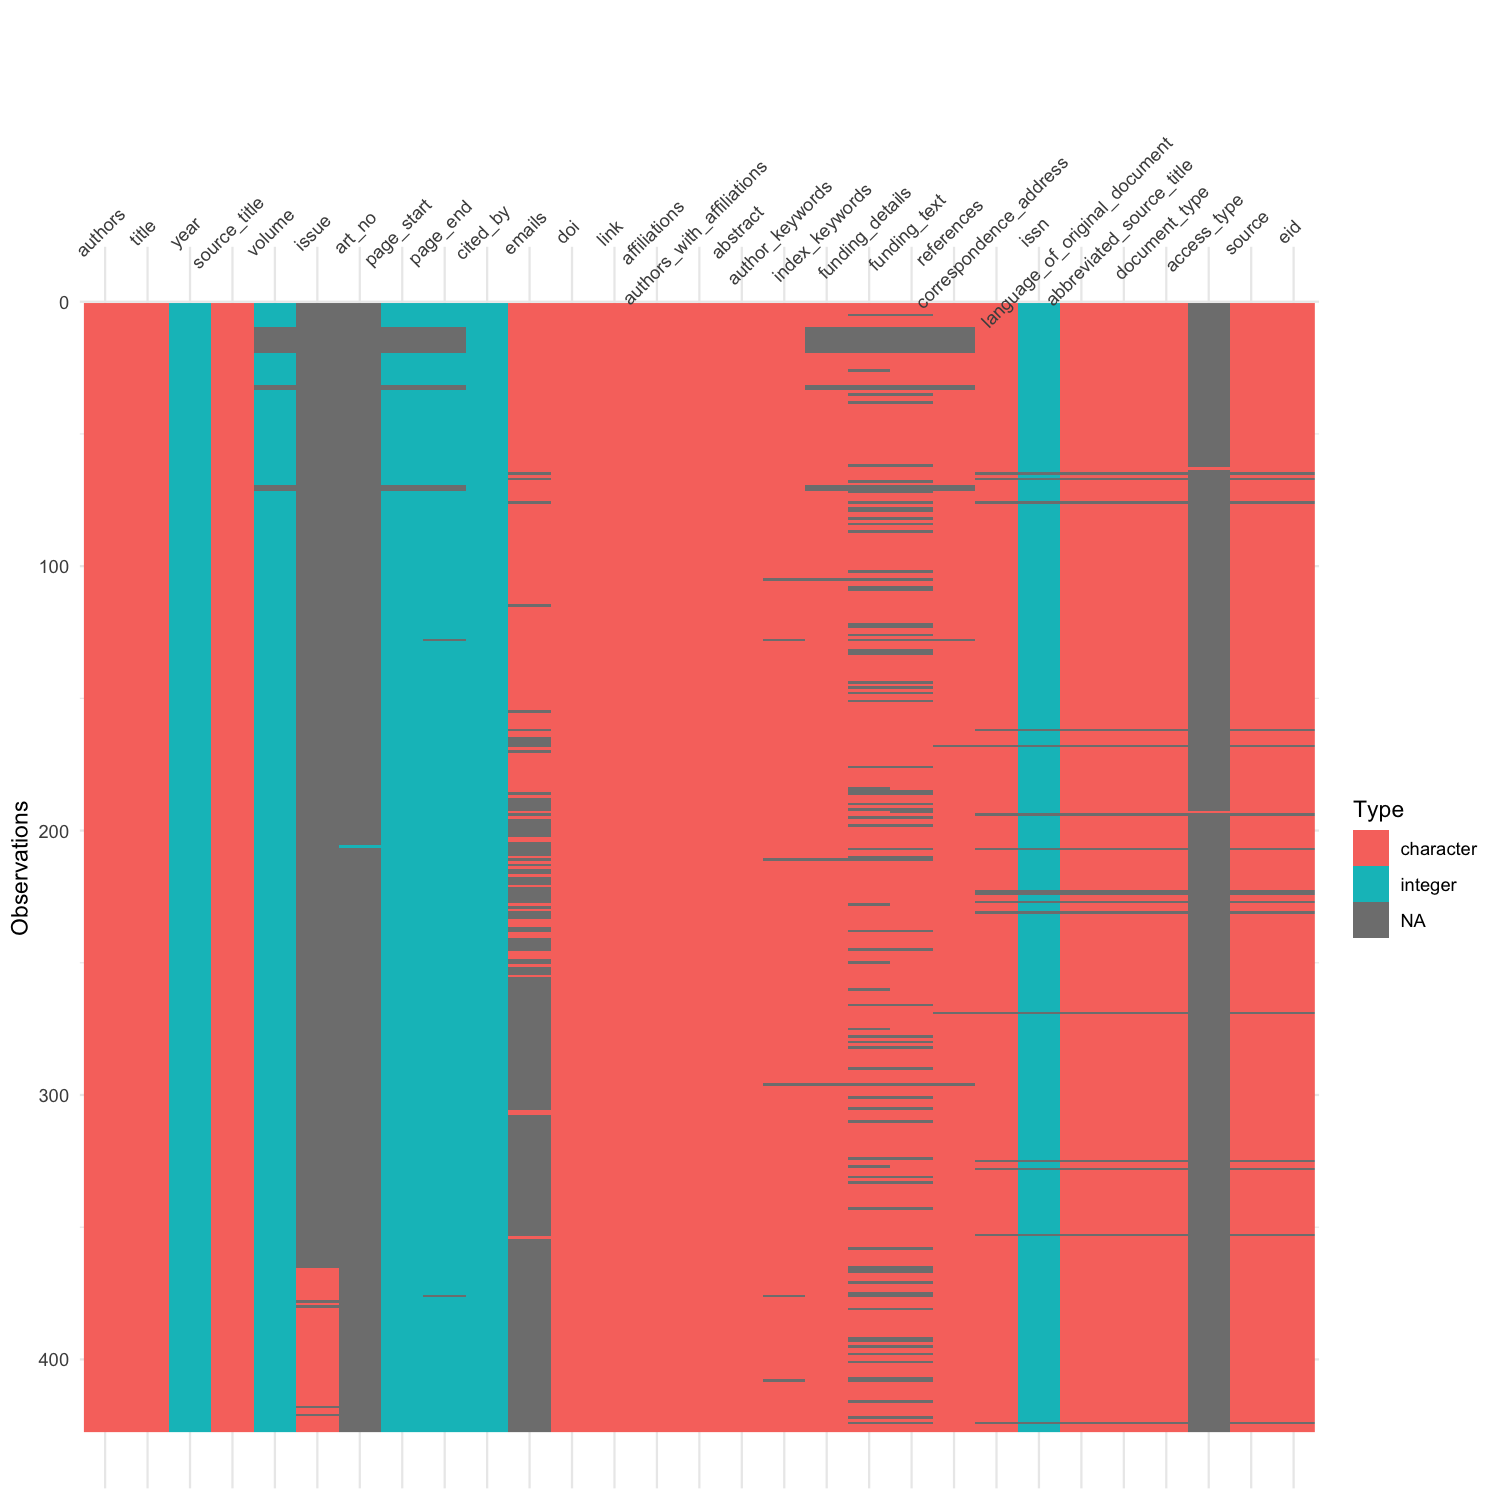 authors
title
year
source_title
volume
issue
art_no
page_start
page_end
cited_by
emails
doi
link
affiliations
authors_with_affiliations
abstract
author_keywords
index_keywords
funding_details
funding_text
references
correspondence_address
issn
language_of_original_document
abbreviated_source_title
document_type
access_type
source
eid
0
100
200
300
400
Observations
Type
character
integer
NA